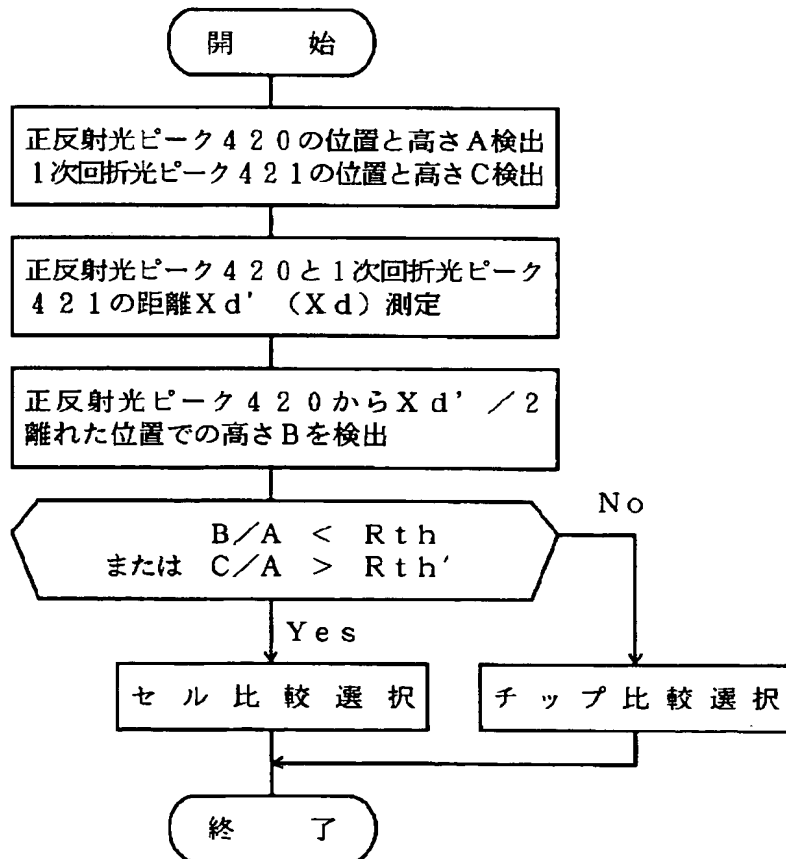 開 始
正反射光ピーク420の位置と高さA検出
1次回折光ピーク421の位置と高さC検出
正反射光ピーク420と1次回折光ピーク
421の距離Xd'（Xd）測定
正反射光ピーク420からXd'／2
離れた位置での高さBを検出
B／A ＜ Rth
または C／A ＞ Rth'
No
Yes
セル比較選択
チップ比較選択
終 了